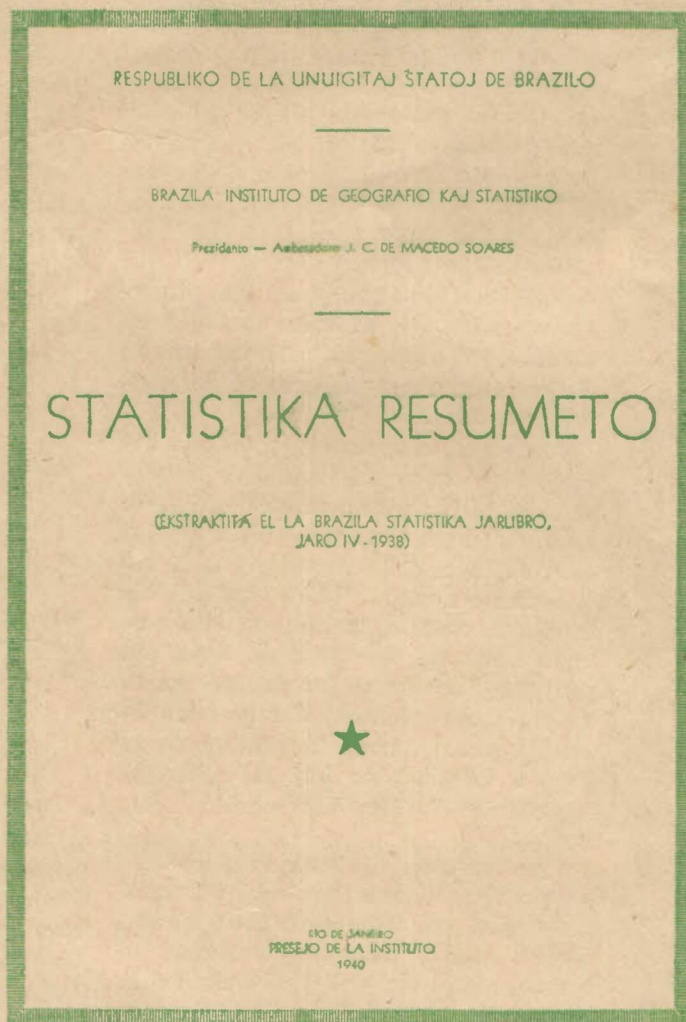 RESPUBLIKO DE LA UNUIGITAJ ŜTATOJ DE BRAZILO
BRAZILA INSTITUTO DE GEOGRAFIO KAJ STATISTIKO
Prezidanto — Ambasadoro J. C. DE MACEDO SOARES
STATISTIKA RESUMETO
(EKSTRAKTITA EL LA BRAZILA STATISTIKA JARLIBRO,
JARO IV - 1938)
RIO DE JANEIRO
PRESEJO DE LA INSTITUTO
1940